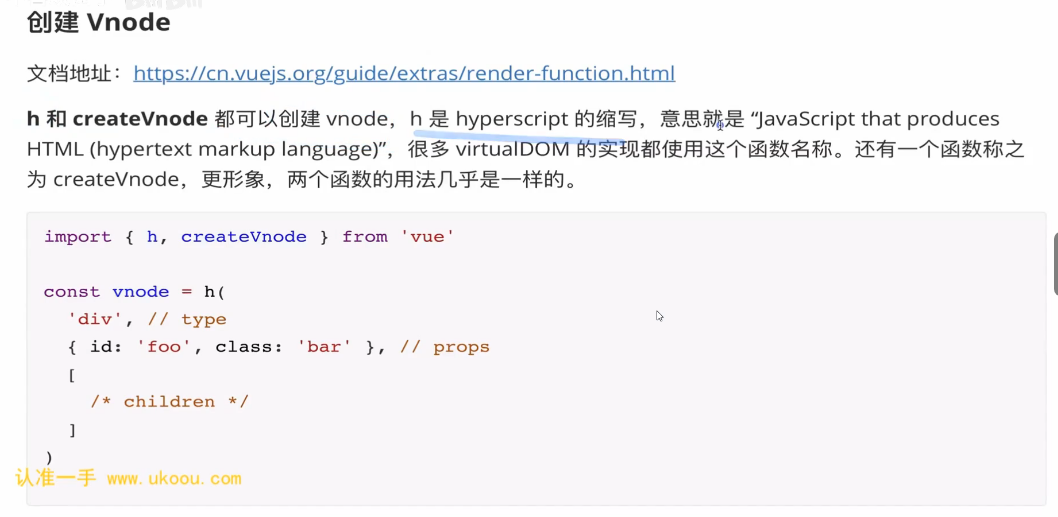 创建 Vnode
文档地址：https://cn.vuejs.org/guide/extras/render-function.html
h 和 createVnode 都可以创建 vnode，h 是 hyperscript 的缩写，意思就是 “JavaScript that produces
HTML (hypertext markup language)”，很多 virtualDOM 的实现都使用这个函数名称。还有一个函数称之
为 createVnode，更形象，两个函数的用法几乎是一样的。
import { h, createVnode } from 'vue'
const vnode = h(
'div', // type
{ id: 'foo', class: 'bar' }, // props
[
/* children */
]
)
认准一手 www.ukoou.com